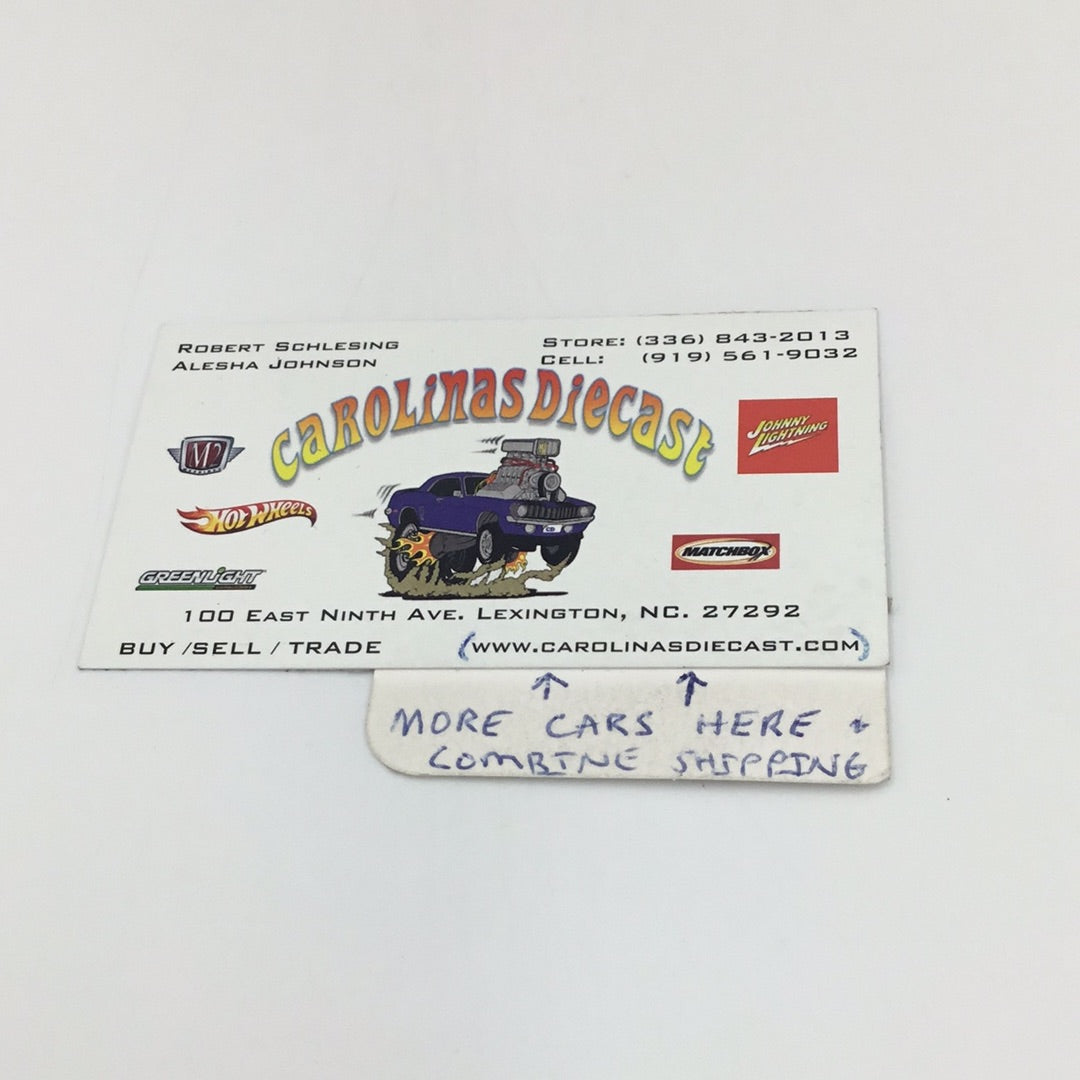 ROBERT SCHLESING
ALESHA JOHNSON
STORE: (336) 843-2013
CELL: (919) 561-9032
CAROLINAS DIECAST
M2
HOT WHEELS
GREENLIGHT
JOHNNY
LIGHTNING
MATCHBOX
100 EAST NINTH AVE. LEXINGTON, NC. 27292
BUY /SELL / TRADE
(WWW.CAROLINASDIECAST.COM)
MORE CARS HERE +
COMBINE SHIPPING